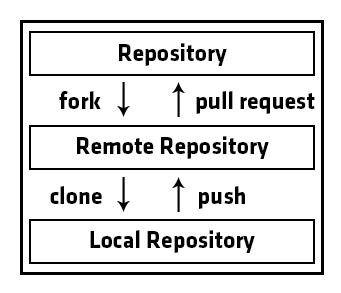 Repository
fork pull request
Remote Repository
clone push
Local Repository